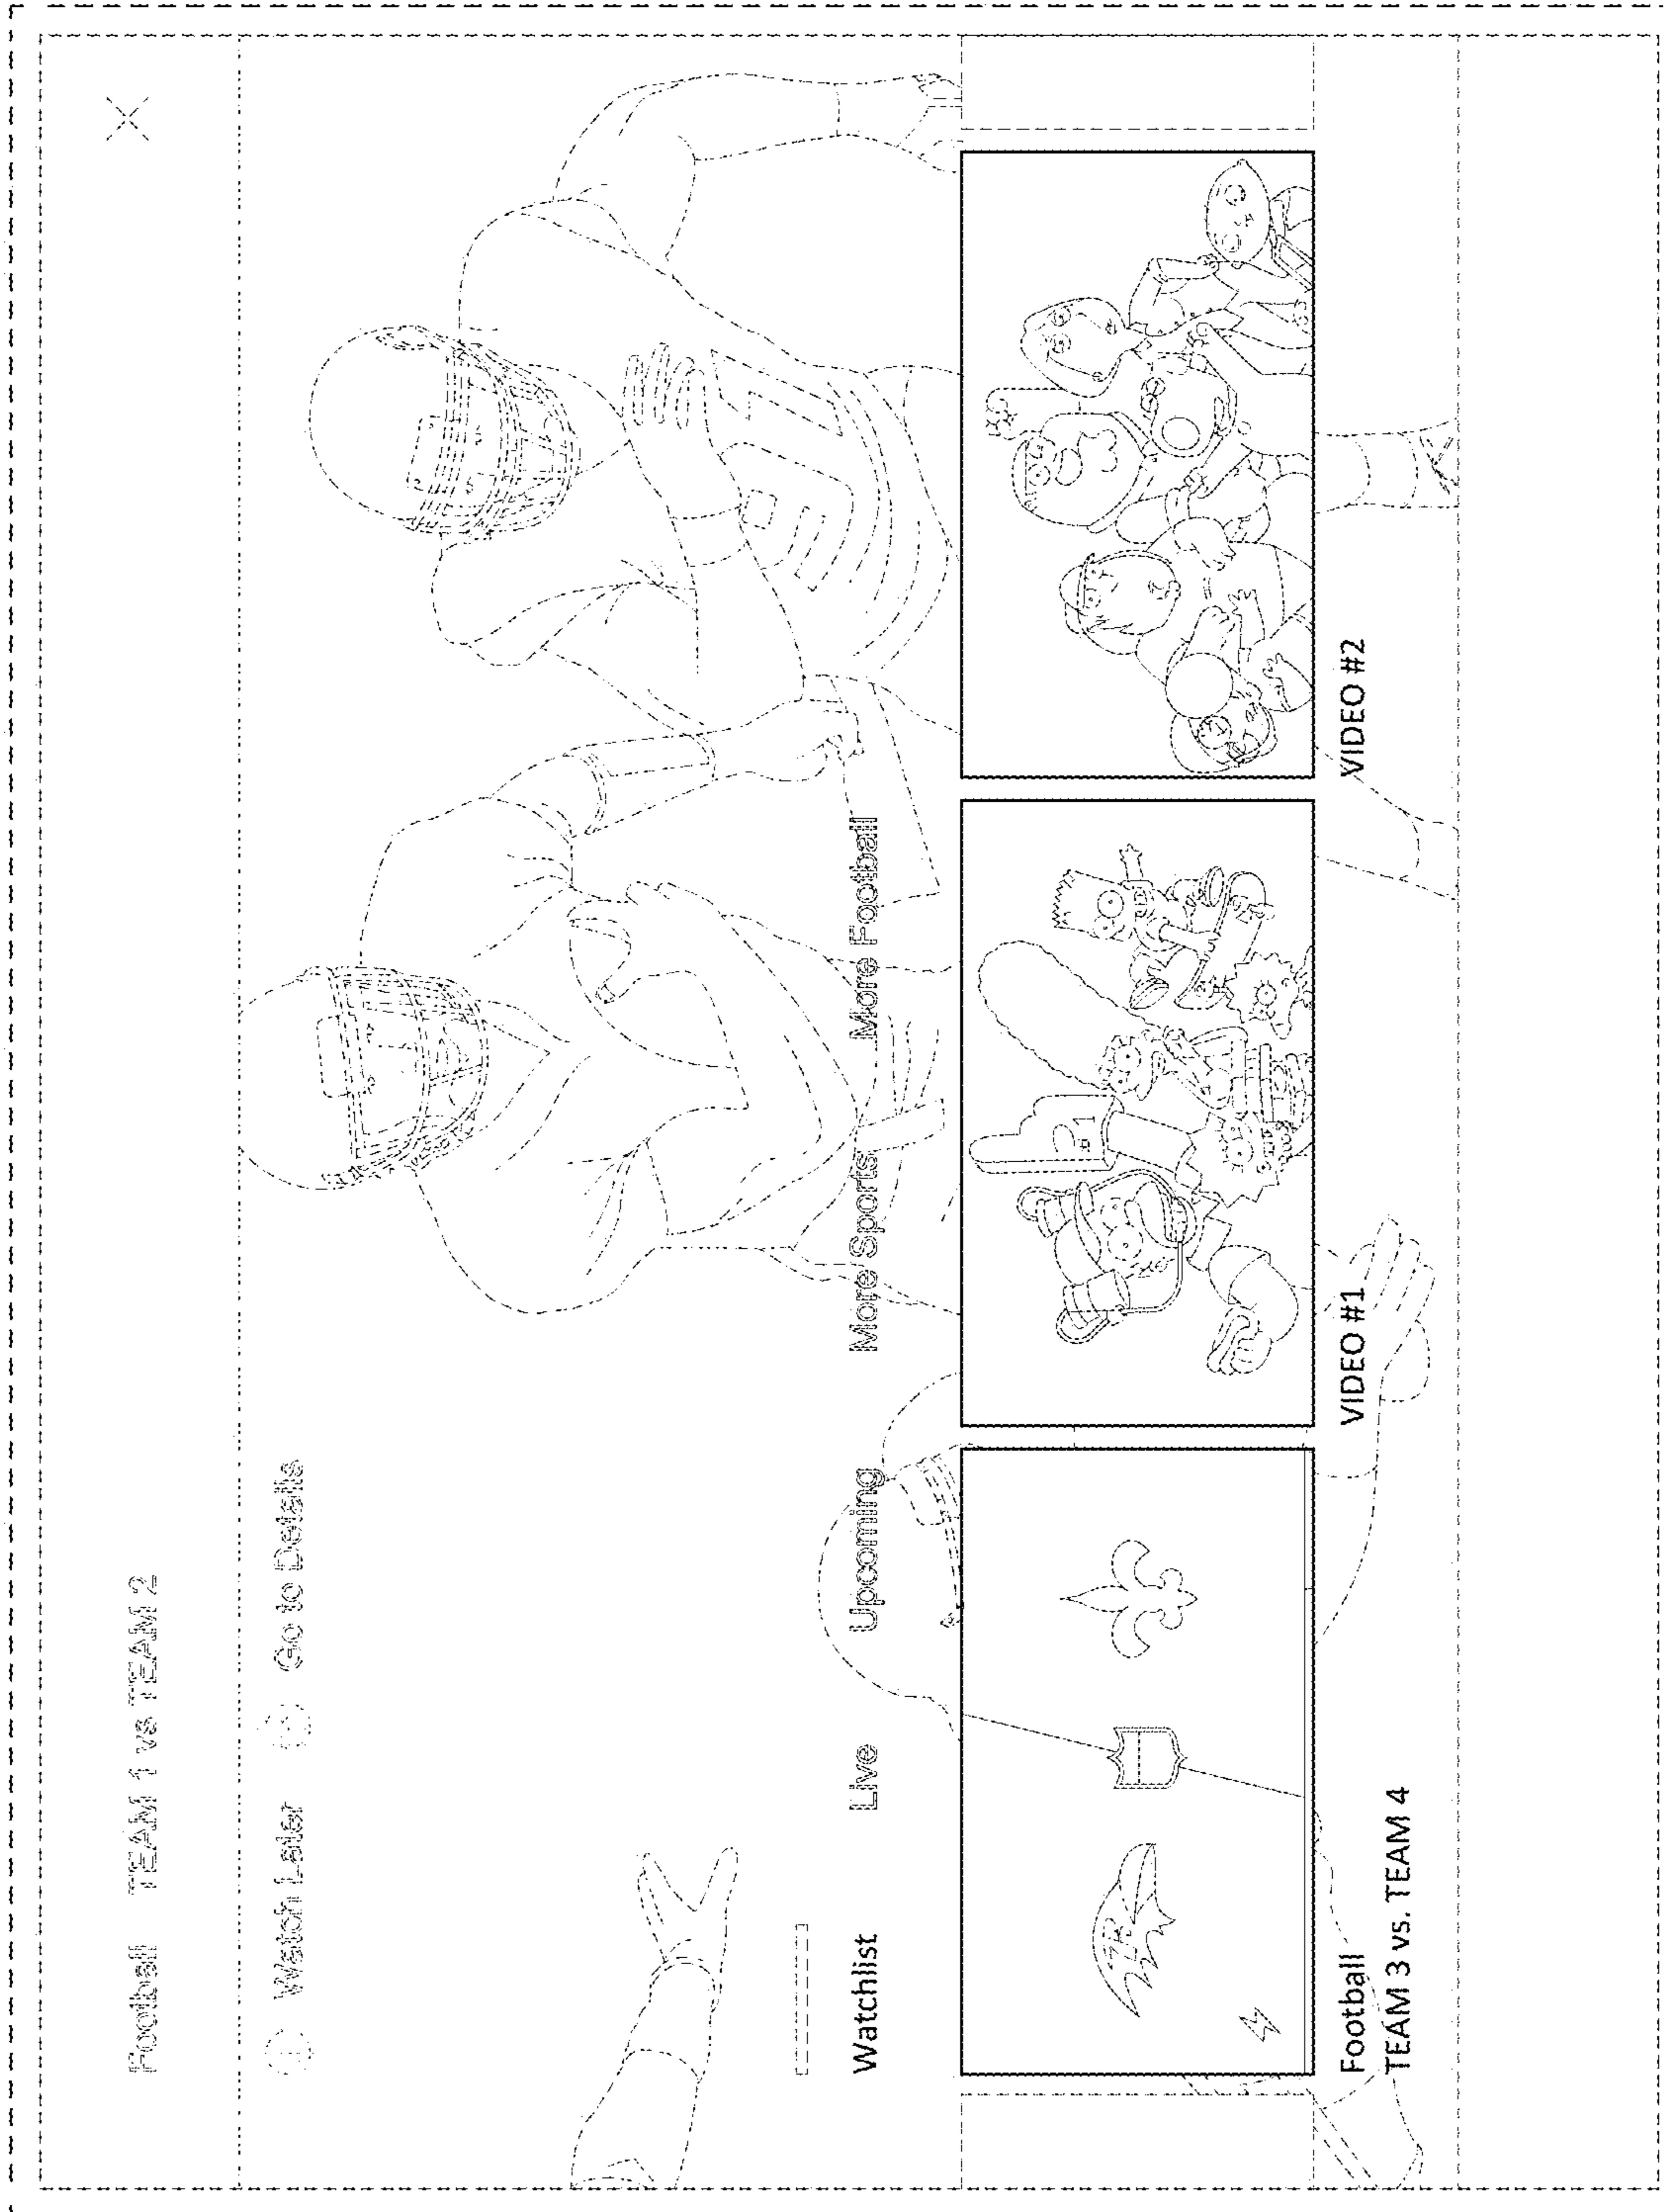 Football TEAM 1 vs TEAM 2
Watch Later Go to Details
Watchlist Live Upcoming More Sports More Football
Football
TEAM 3 vs. TEAM 4
VIDEO #1
VIDEO #2